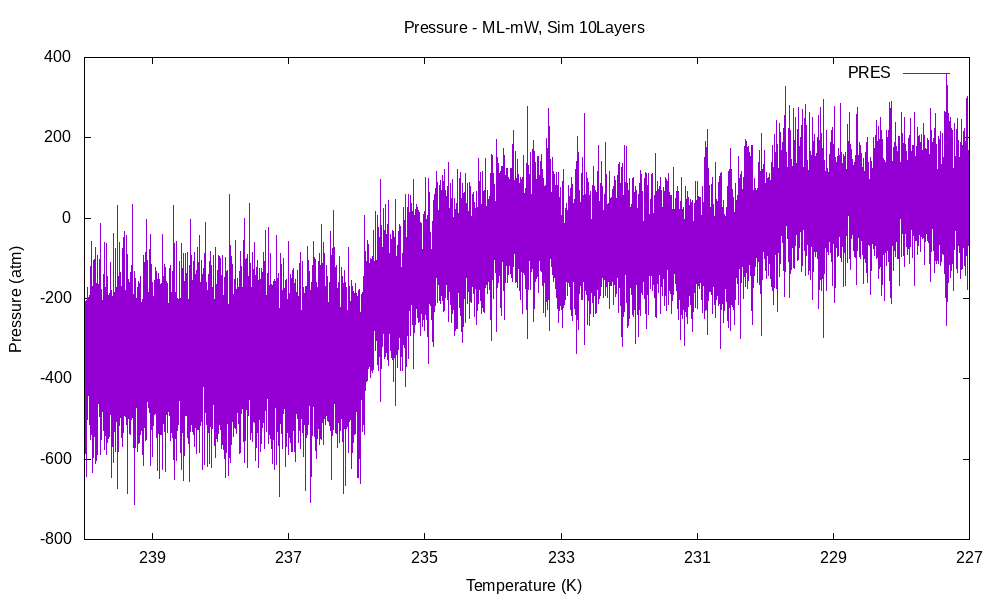 Pressure - ML-mW, Sim 10Layers
PRES
400
200
0
-200
-400
-600
-800
Pressure (atm)
239 237 235 233 231 229 227
Temperature (K)